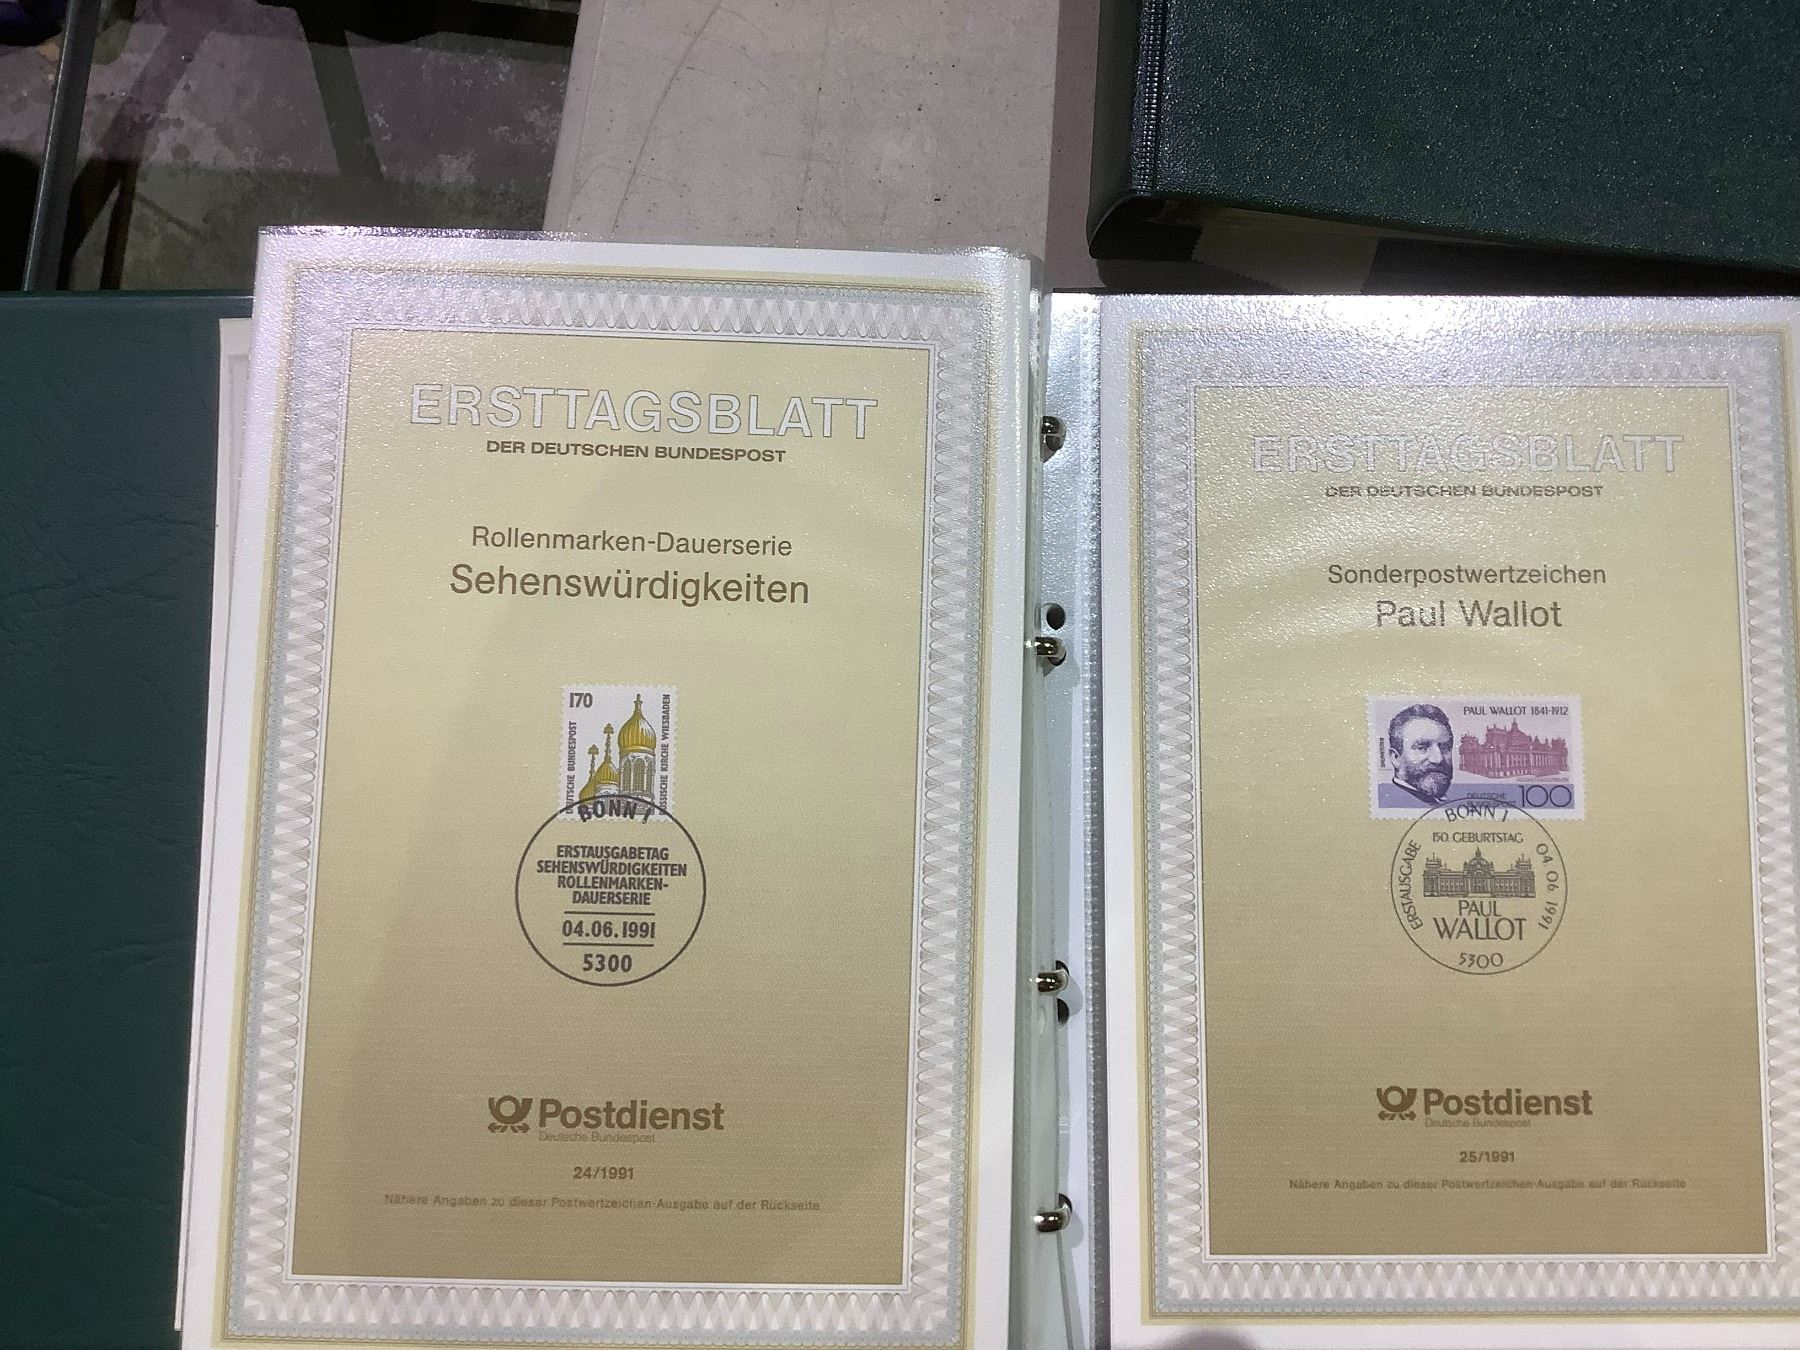 ERSTTAGSBLATT
DER DEUTSCHEN BUNDESPOST
Rollenmarken-Dauerserie
Sehenswürdigkeiten
170
DEUTSCHE BUNDESPOST
RUSSISCHE KIRCHE WIESBADEN
BONN 1
ERSTAUSGABETAG
SEHENSWÜRDIGKEITEN
ROLLENMARKEN-
DAUERSERIE
04.06.1991
5300
Postdienst
Deutsche Bundespost
24/1991
Nähere Angaben zu dieser Postwertzeichen-Ausgabe auf der Rückseite
ERSTTAGSBLATT
DER DEUTSCHEN BUNDESPOST
Sonderpostwertzeichen
Paul Wallot
PAUL WALLOT 1841-1912
BAUMEISTER
DEUTSCHE
BUNDESPOST
100
BONN 1
150. GEBURTSTAG
ERSTAUSGABE
04.06.1991
PAUL
WALLOT
5300
Postdienst
Deutsche Bundespost
25/1991
Nähere Angaben zu dieser Postwertzeichen-Ausgabe auf der Rückseite